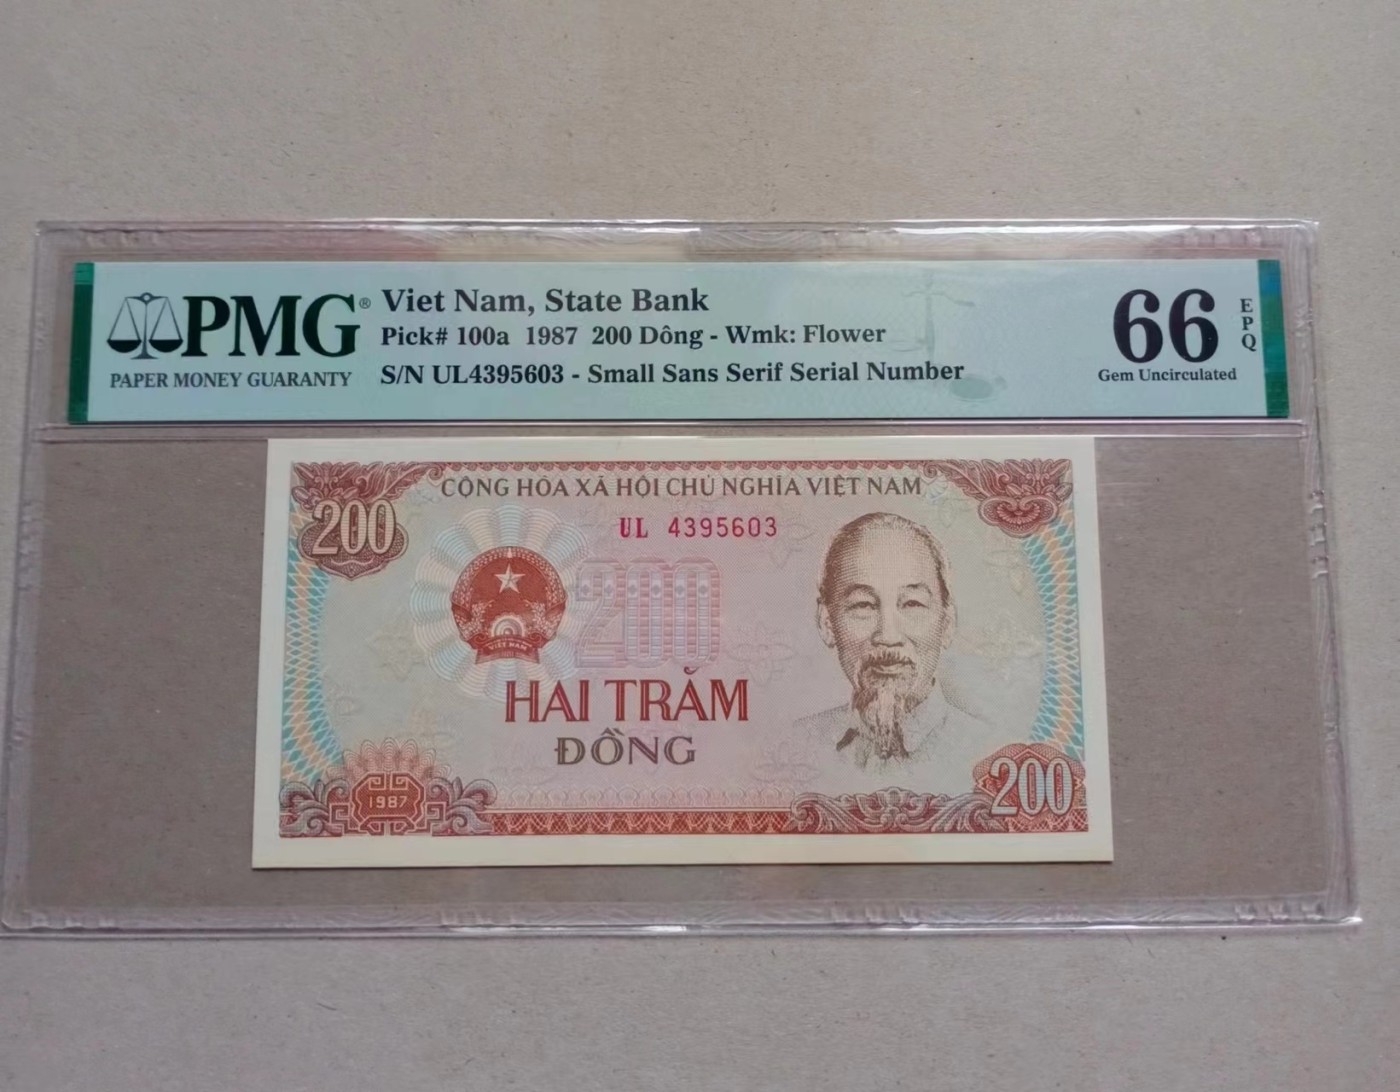 PMG®
PAPER MONEY GUARANTY
Viet Nam, State Bank
Pick# 100a 1987 200 Dông - Wmk: Flower
S/N UL4395603 - Small Sans Serif Serial Number
66
EPQ
Gem Uncirculated
CỘNG HÒA XÃ HỘI CHỦ NGHĨA VIỆT NAM
200
UL 4395603
200
VIỆT NAM
HAI TRĂM
ĐỒNG
1987
200